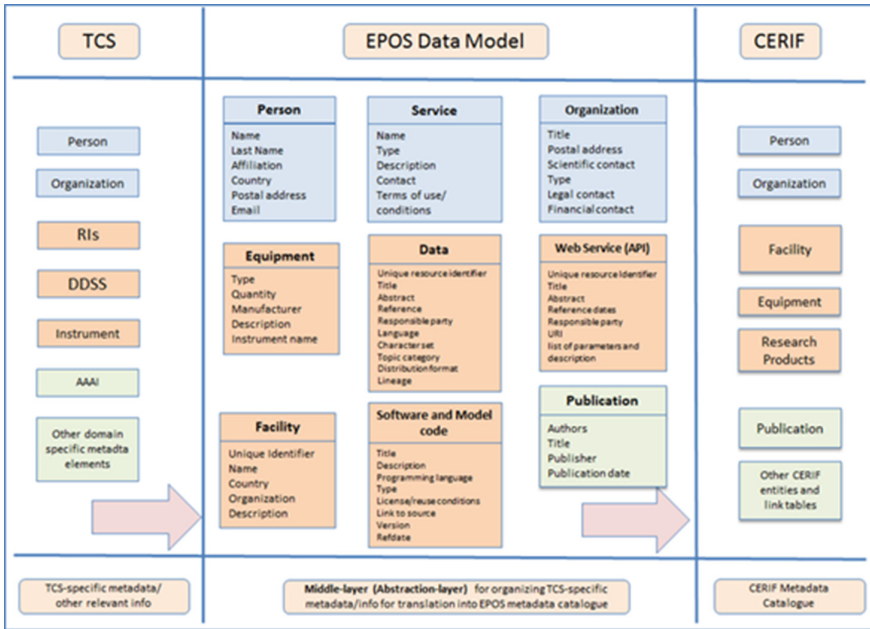 TCS
EPOS Data Model
CERIF
Person
Organization
RIs
DDSS
Instrument
AAAI
Other domain
specific metadta
elements
Person
Name
Last Name
Affiliation
Country
Postal address
Email
Service
Name
Type
Description
Contact
Terms of use/
conditions
Organization
Title
Postal address
Scientific contact
Type
Legal contact
Financial contact
Equipment
Type
Quantity
Manufacturer
Description
Instrument name
Data
Unique resource identifier
Title
Abstract
Reference
Responsible party
Language
Character set
Topic category
Distribution format
Lineage
Web Service (API)
Unique resource Identifier
Title
Abstract
Reference dates
Responsible party
URI
list of parameters and
description
Facility
Unique Identifier
Name
Country
Organization
Description
Software and Model
code
Title
Description
Programming language
Type
License/reuse conditions
Link to source
Version
Refdate
Publication
Authors
Title
Publisher
Publication date
Person
Organization
Facility
Equipment
Research
Products
Publication
Other CERIF
entities and
link tables
TCS-specific metadata/
other relevant info
Middle-layer (Abstraction-layer) for organizing TCS-specific
metadata/info for translation into EPOS metadata catalogue
CERIF Metadata
Catalogue